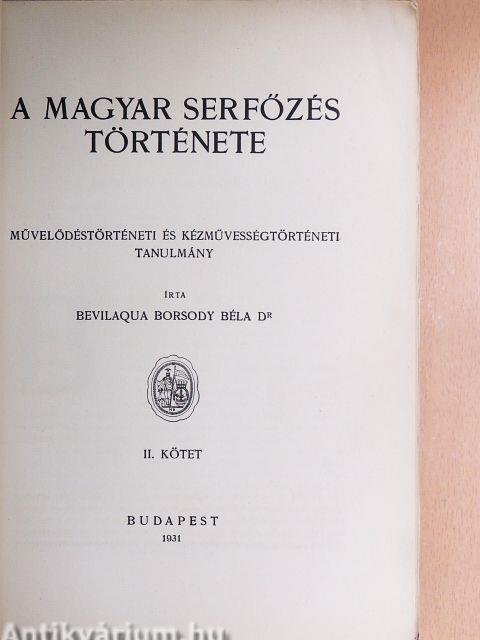 A MAGYAR SERFŐZÉS
TÖRTÉNETE
MŰVELŐDÉSTÖRTÉNETI ÉS KÉZMŰVESSÉGTÖRTÉNETI
TANULMÁNY
ÍRTA
BEVILAQUA BORSODY BÉLA DR
II. KÖTET
BUDAPEST
1931
Antikvárium.hu